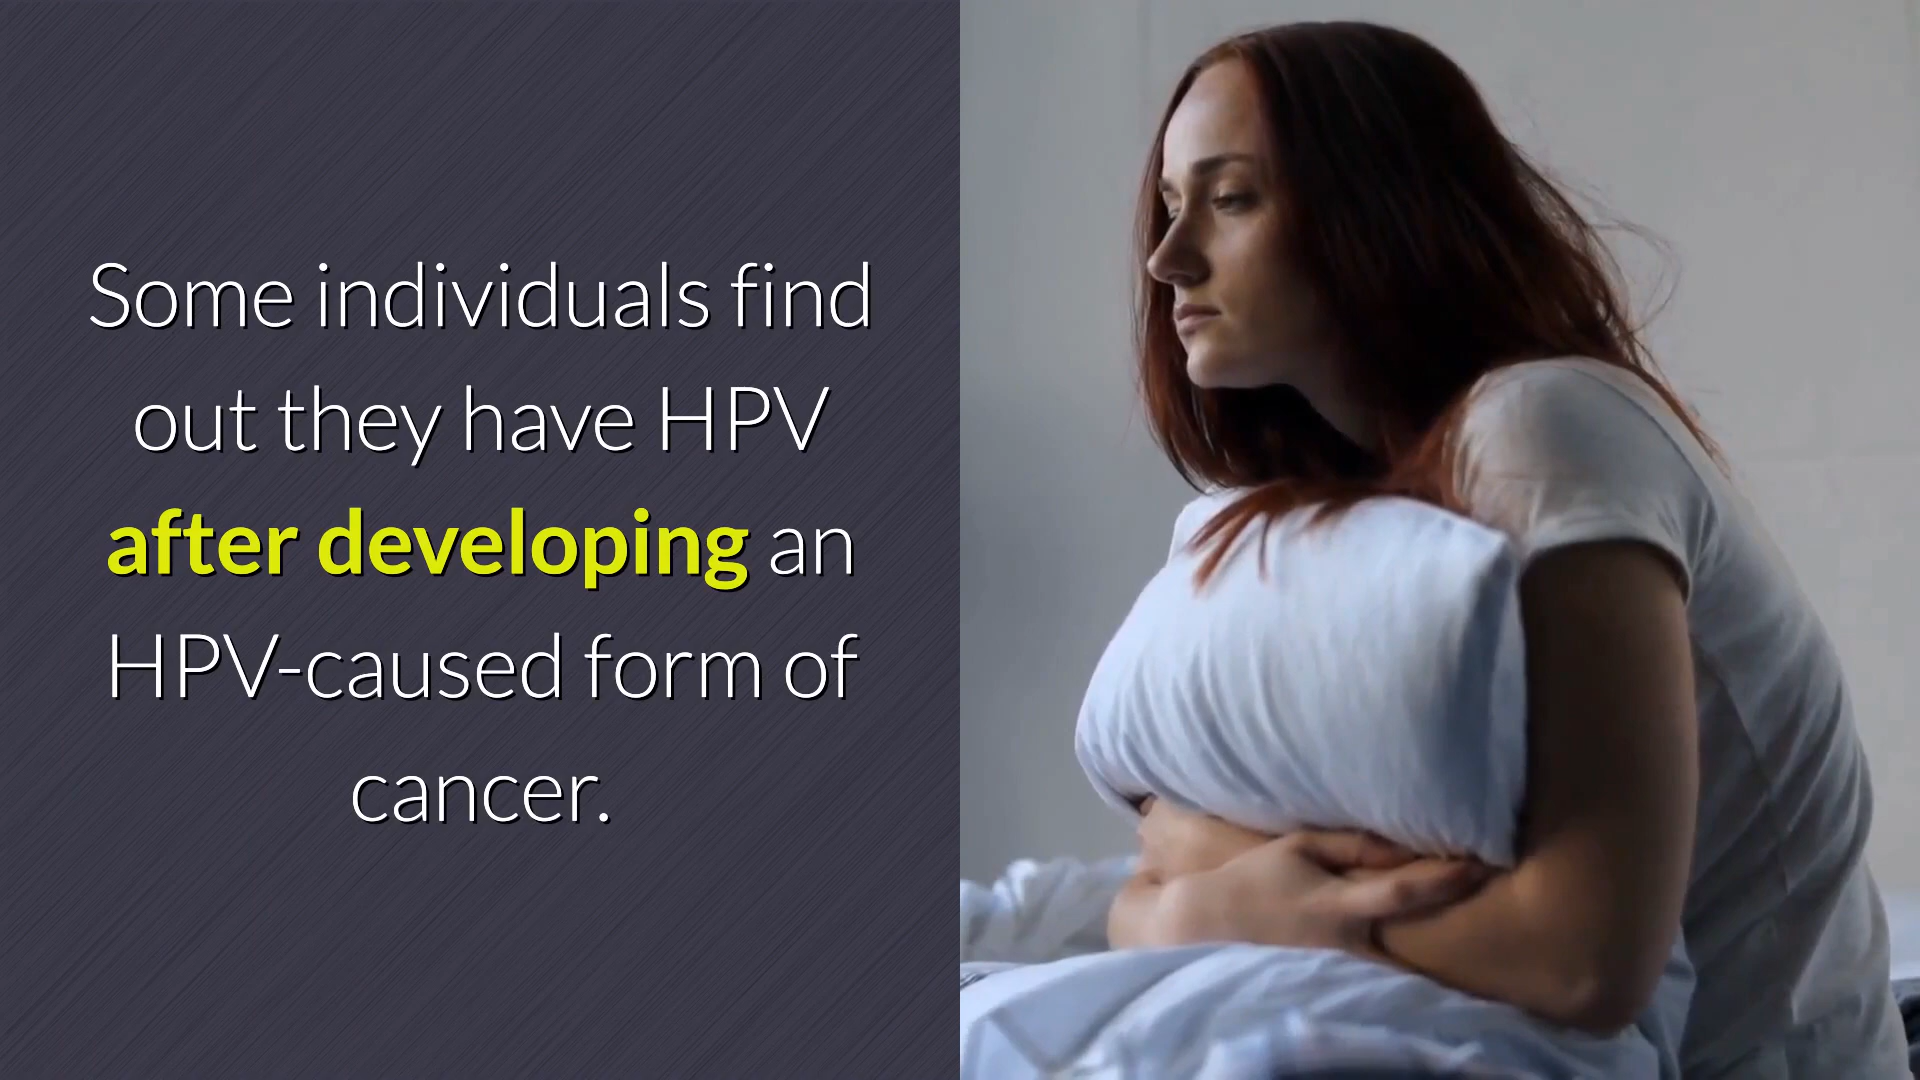 Some individuals find
out they have HPV
after developing an
HPV-caused form of
cancer.